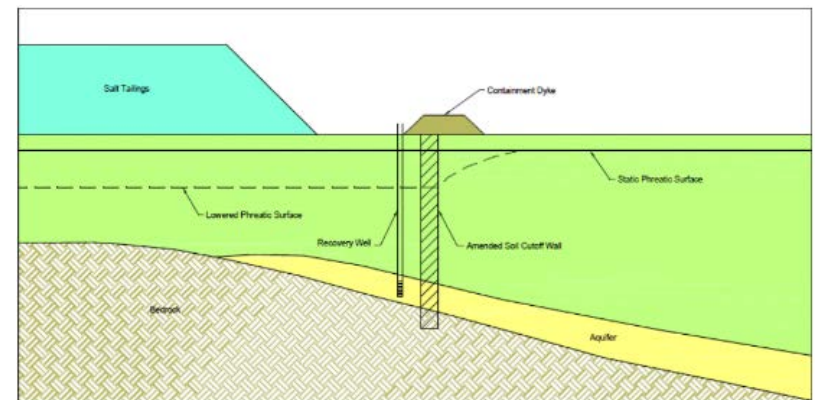 Salt Tailings
Containment Dyke
Static Phreatic Surface
Lowered Phreatic Surface
Recovery Well
Amended Soil Cutoff Wall
Bedrock
Aquifer